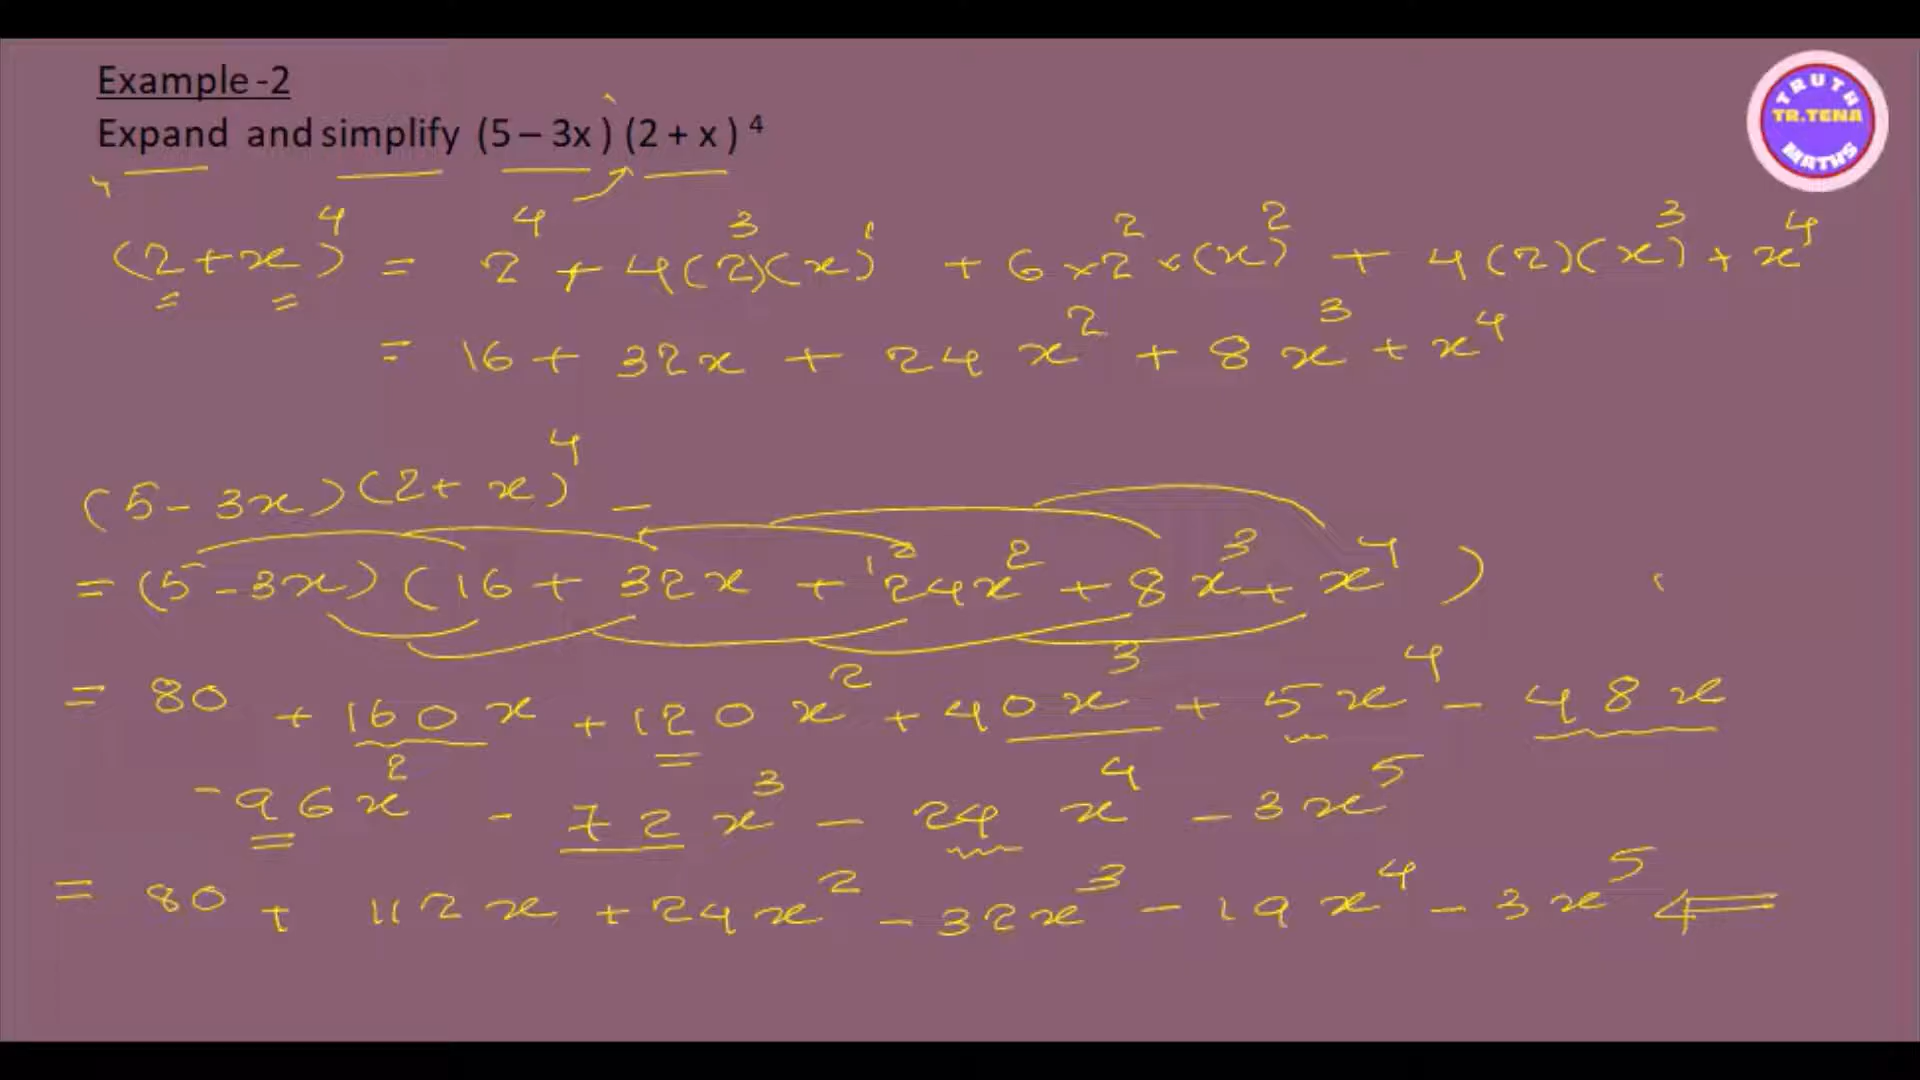 Example -2
Expand and simplify (5 – 3x ) (2 + x ) ⁴
TRUTH
TR.TENA
MATHS
(2+x)⁴ = 2⁴ + 4(2)³(x)¹ + 6×2²×(x)² + 4(2)(x)³ + x⁴
= 16 + 32x + 24x² + 8x³ + x⁴
(5-3x)(2+x)⁴ –
= (5-3x)(16 + 32x + 24x² + 8x³ + x⁴)
= 80 + 160x + 120x² + 40x³ + 5x⁴ – 48x
- 96x² - 72x³ – 24x⁴ – 3x⁵
= 80 + 112x + 24x² – 32x³ – 19x⁴ – 3x⁵